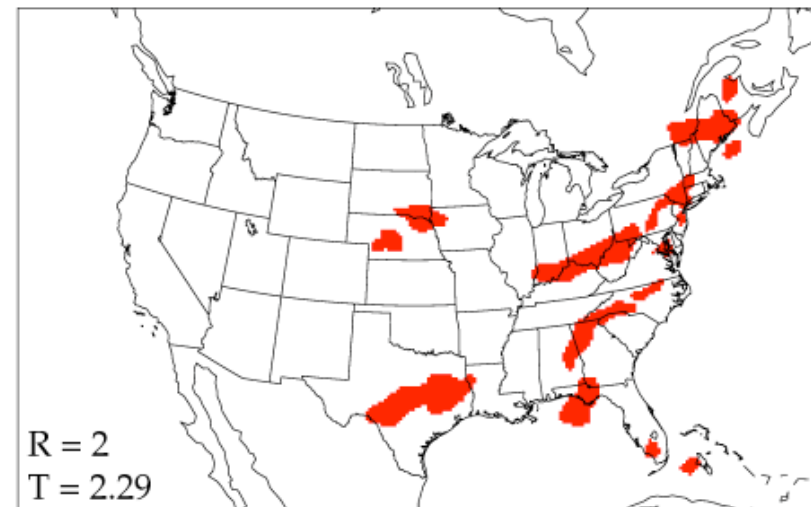 R = 2
T = 2.29